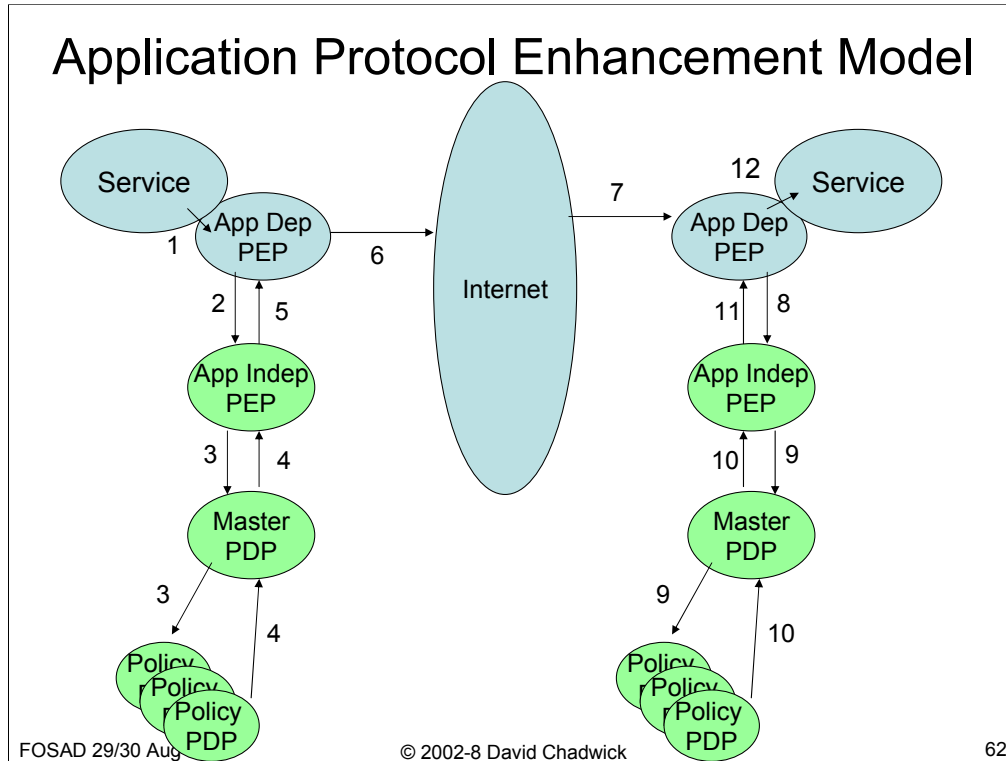 Application Protocol Enhancement Model
Service
App Dep
PEP
1
6
Internet
7
12
Service
App Dep
PEP
2
5
11
8
App Indep
PEP
App Indep
PEP
3
4
10
9
Master
PDP
Master
PDP
3
4
9
10
Policy
Policy
Policy
PDP
Policy
Policy
Policy
PDP
FOSAD 29/30 Aug
© 2002-8 David Chadwick
62